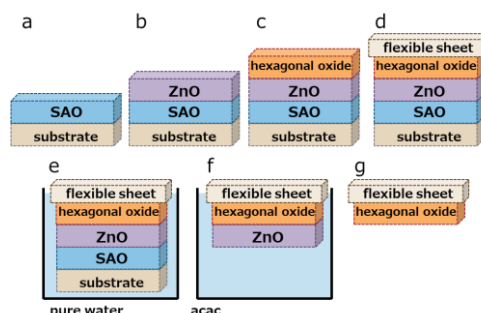 a
SAO
substrate
b
ZnO
SAO
substrate
c
hexagonal oxide
ZnO
SAO
substrate
d
flexible sheet
hexagonal oxide
ZnO
SAO
substrate
e
flexible sheet
hexagonal oxide
ZnO
SAO
substrate
pure water
f
flexible sheet
hexagonal oxide
ZnO
acac
g
flexible sheet
hexagonal oxide